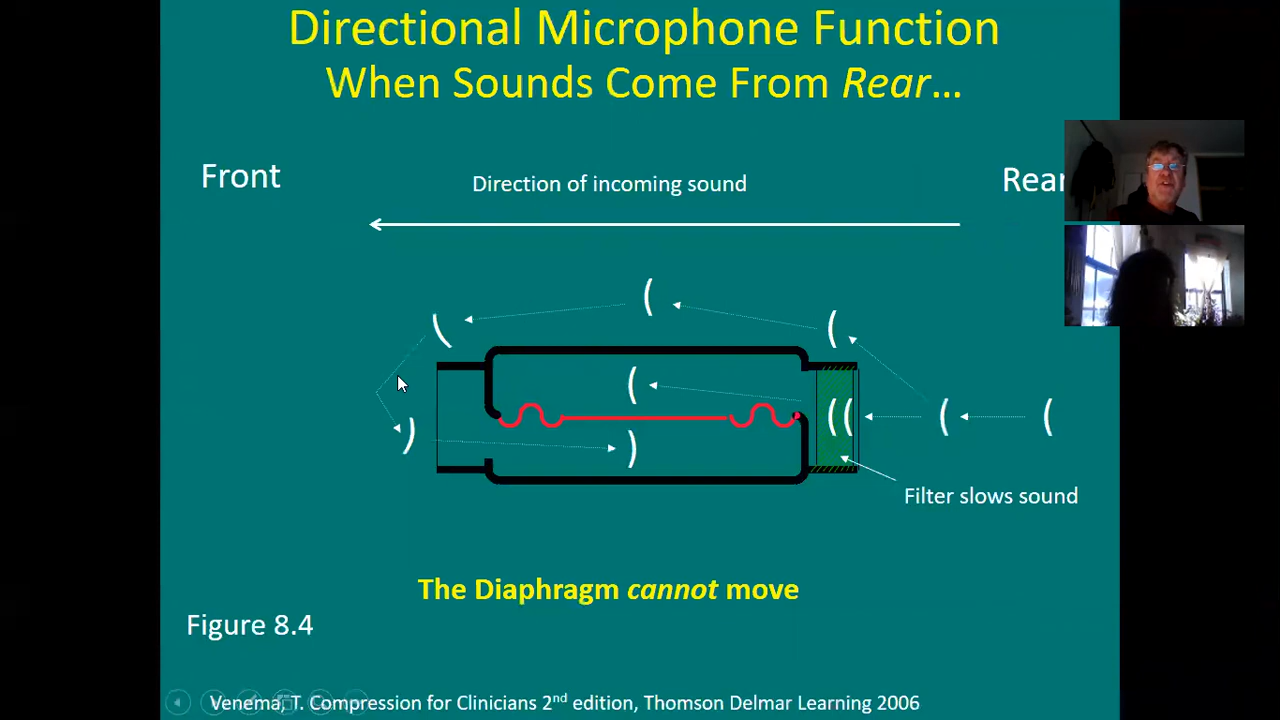 Directional Microphone Function
When Sounds Come From Rear…
Front
Direction of incoming sound
Rear
Filter slows sound
The Diaphragm cannot move
Figure 8.4
Venema, T. Compression for Clinicians 2nd edition, Thomson Delmar Learning 2006